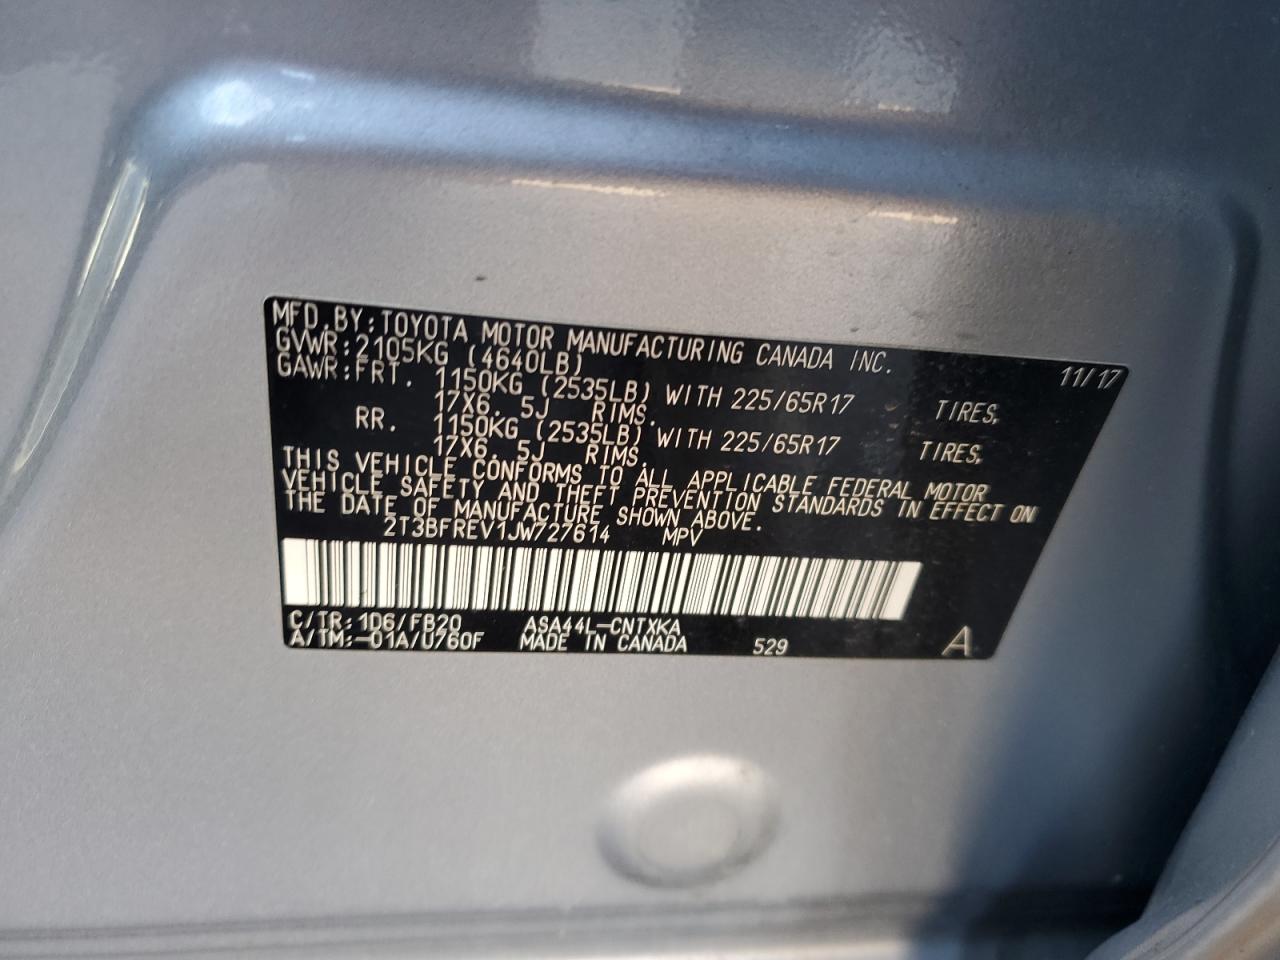 MFD. BY: TOYOTA MOTOR MANUFACTURING CANADA INC. 11/17
GVWR: 2105KG (4640LB)
GAWR: FRT. 1150KG (2535LB) WITH 225/65R17 TIRES,
17X6. 5J RIMS.
RR. 1150KG (2535LB) WITH 225/65R17 TIRES,
17X6. 5J RIMS.
THIS VEHICLE CONFORMS TO ALL APPLICABLE FEDERAL MOTOR
VEHICLE SAFETY AND THEFT PREVENTION STANDARDS IN EFFECT ON
THE DATE OF MANUFACTURE SHOWN ABOVE.
2T3BFREV1JW727614 MPV
C/TR: 1D6/FB20 ASA44L-CNTXKA
A/TM: -01A/U760F MADE IN CANADA 529 A